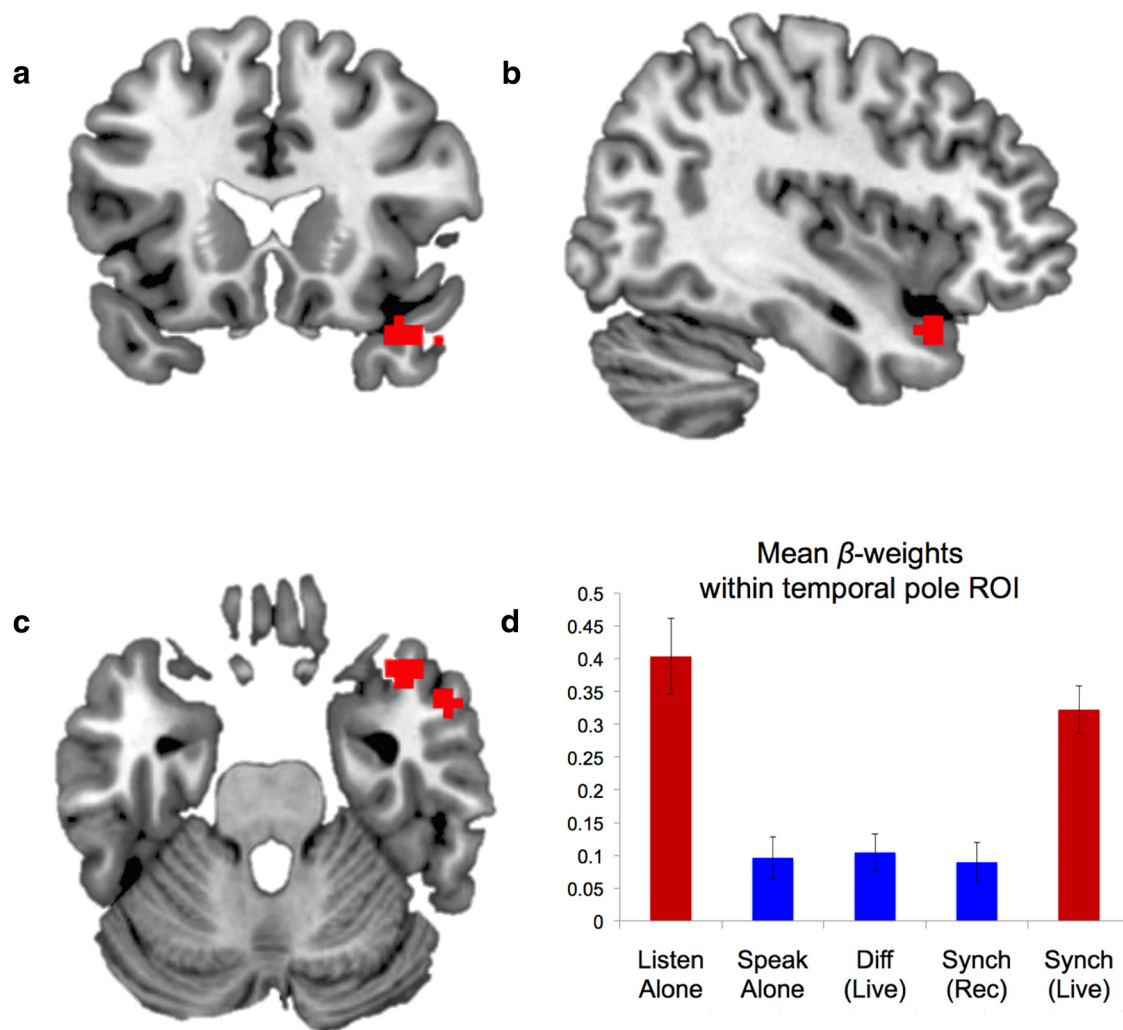 a
b
c
d
Mean β-weights
within temporal pole ROI
0.5
0.45
0.4
0.35
0.3
0.25
0.2
0.15
0.1
0.05
0
Listen Speak Diff Synch Synch
Alone Alone (Live) (Rec) (Live)